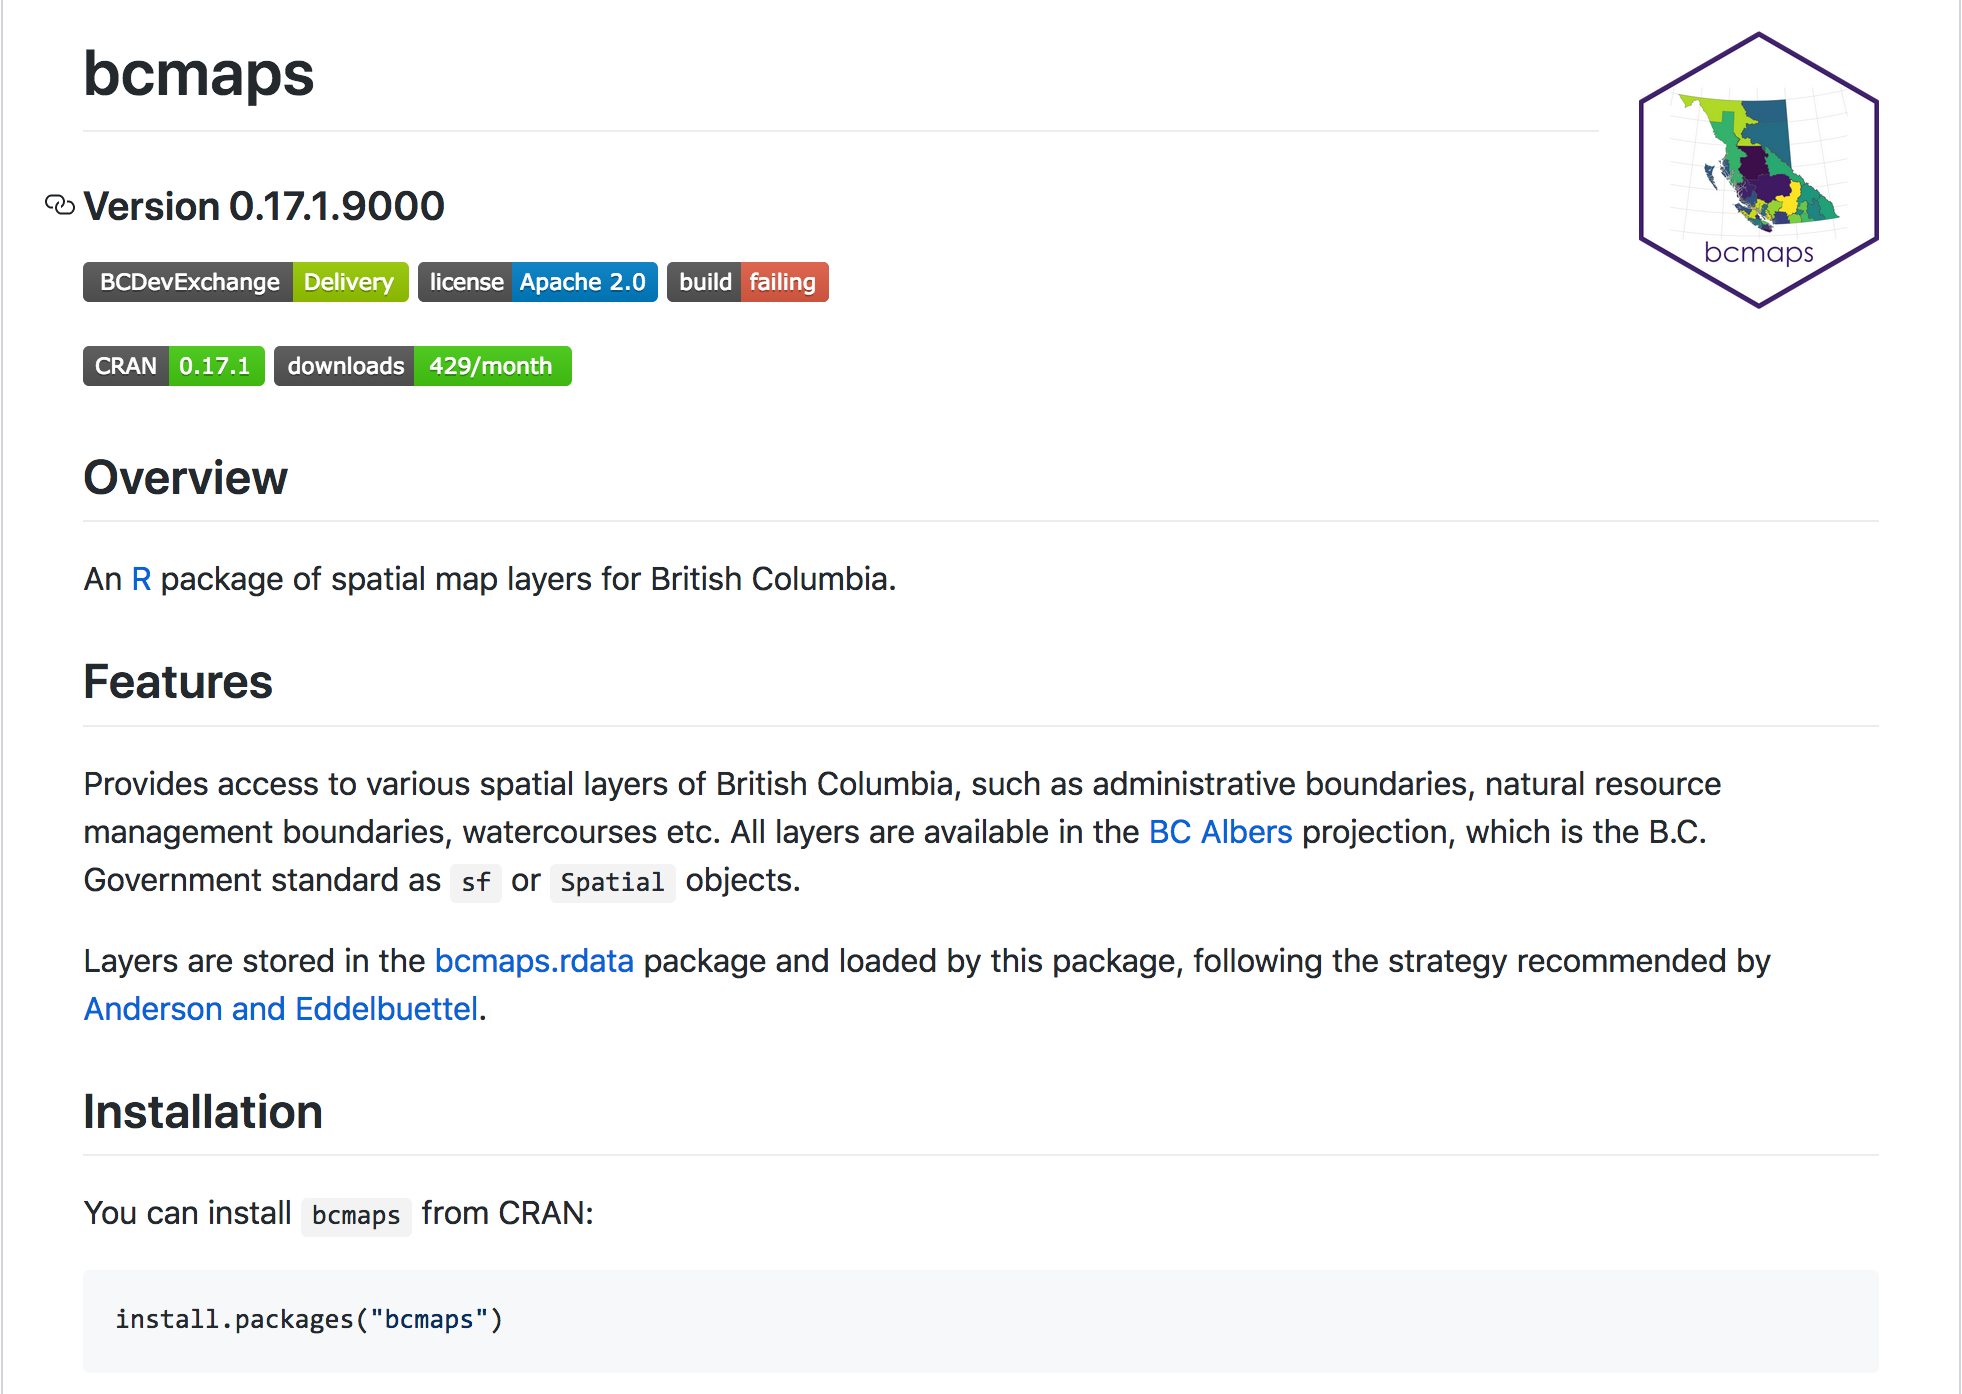 bcmaps
bcmaps
Version 0.17.1.9000
BCDevExchange Delivery license Apache 2.0 build failing
CRAN 0.17.1 downloads 429/month
Overview
An R package of spatial map layers for British Columbia.
Features
Provides access to various spatial layers of British Columbia, such as administrative boundaries, natural resource
management boundaries, watercourses etc. All layers are available in the BC Albers projection, which is the B.C.
Government standard as sf or Spatial objects.
Layers are stored in the bcmaps.rdata package and loaded by this package, following the strategy recommended by
Anderson and Eddelbuettel.
Installation
You can install bcmaps from CRAN:
install.packages("bcmaps")